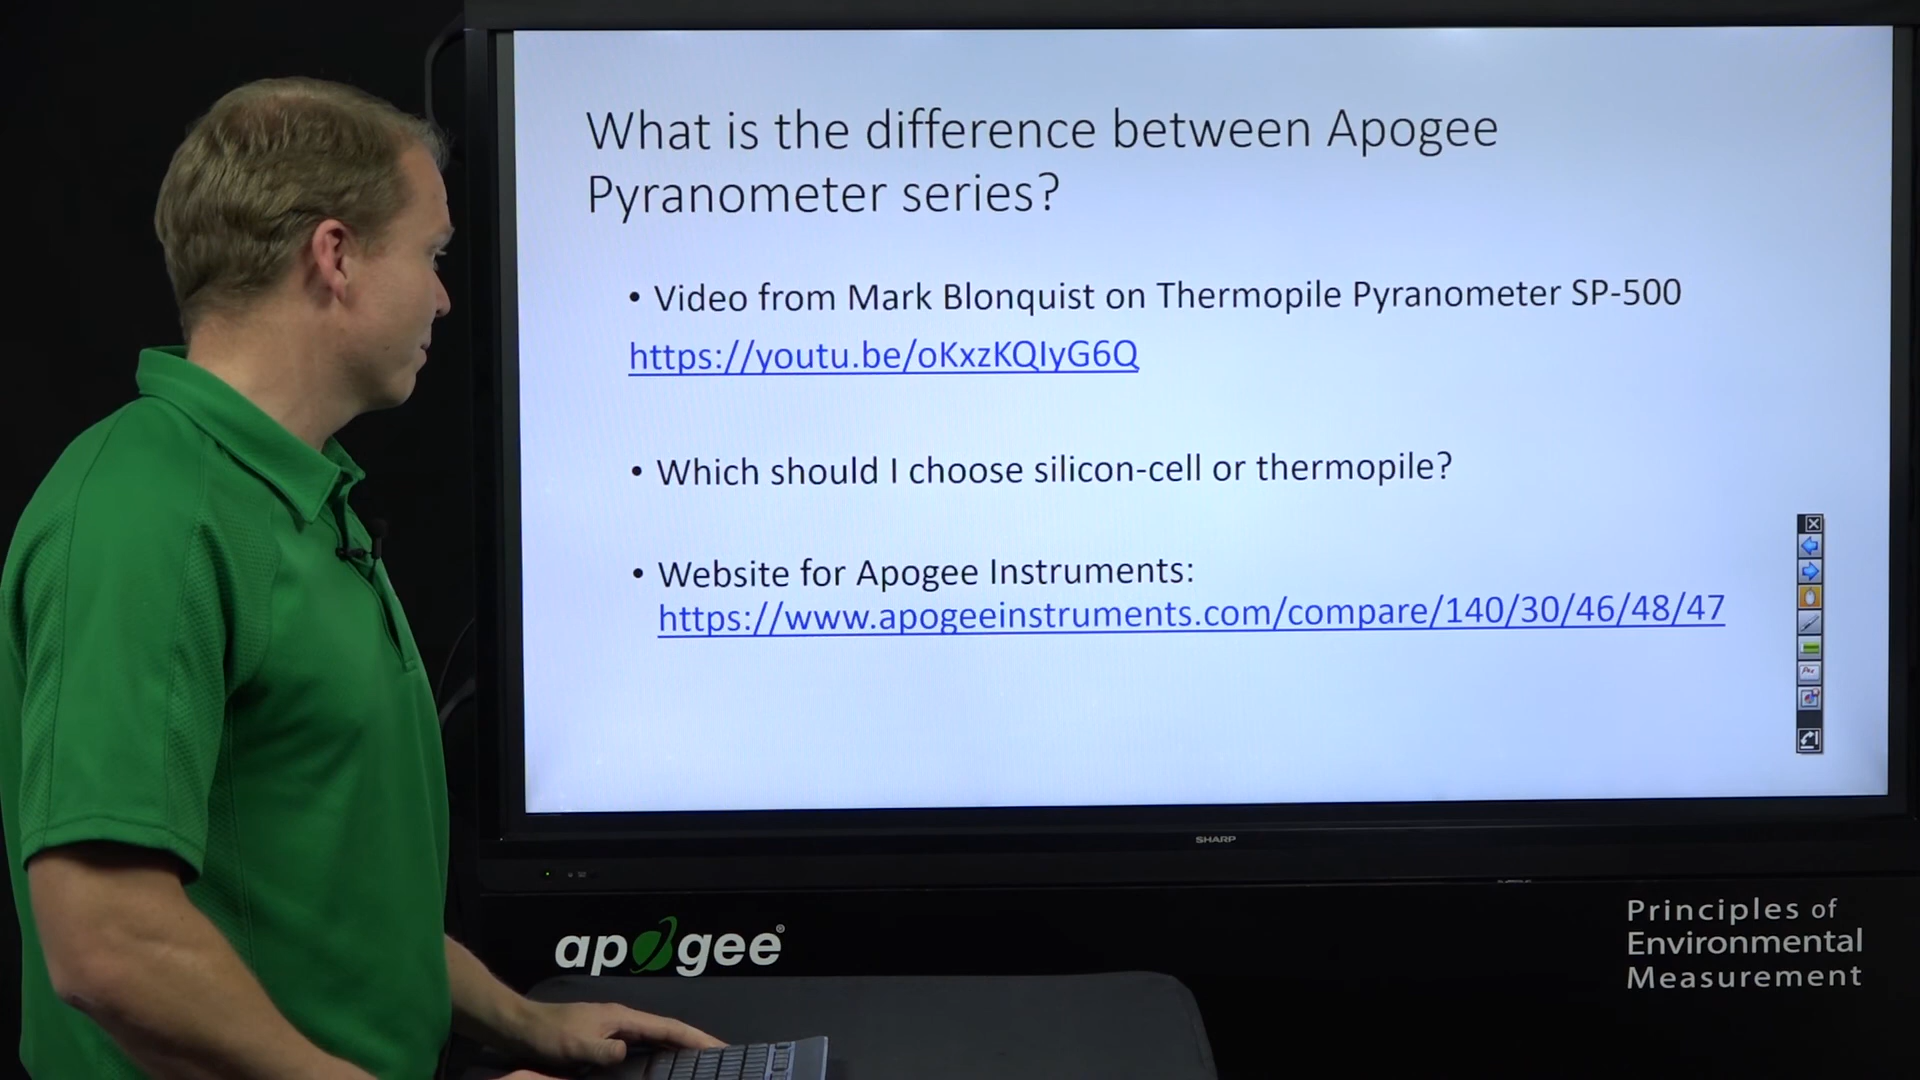 What is the difference between Apogee
Pyranometer series?
• Video from Mark Blonquist on Thermopile Pyranometer SP-500
https://youtu.be/oKxzKQIyG6Q
• Which should I choose silicon-cell or thermopile?
• Website for Apogee Instruments:
https://www.apogeeinstruments.com/compare/140/30/46/48/47
SHARP
apogee®
Principles of
Environmental
Measurement